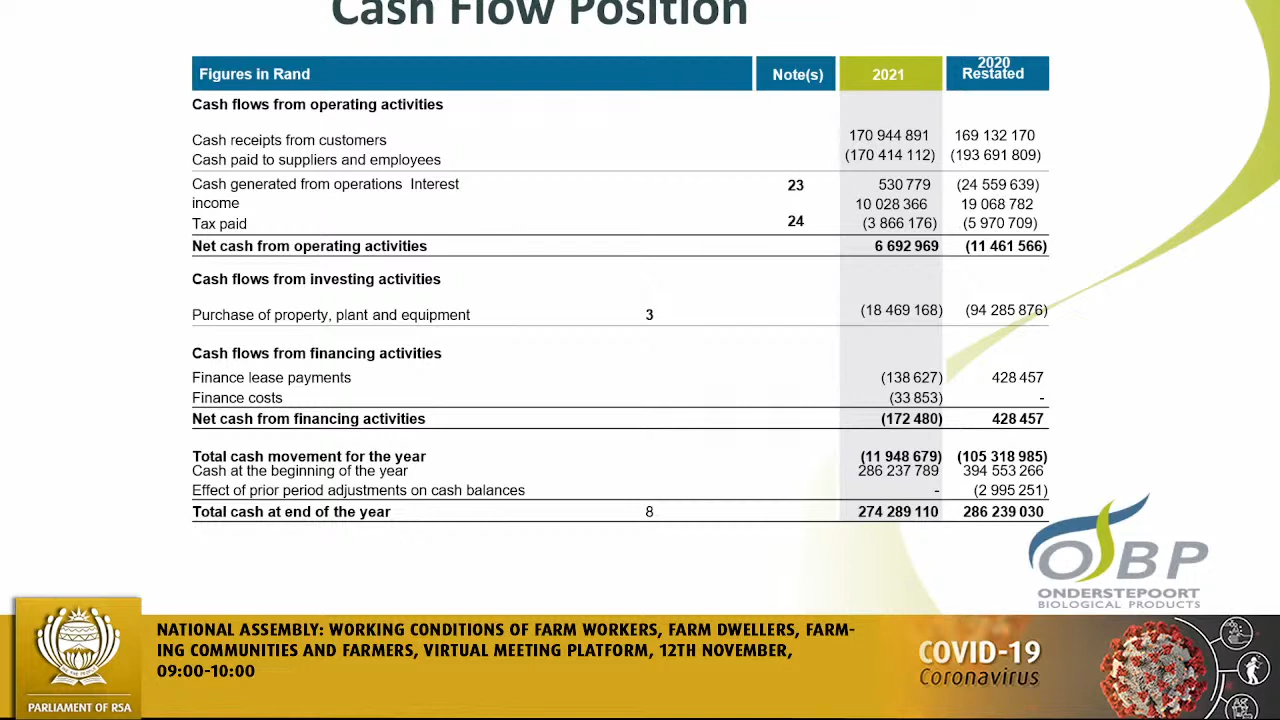 Cash Flow Position
Figures in Rand Note(s) 2021 2020 Restated
Cash flows from operating activities
Cash receipts from customers 170 944 891 169 132 170
Cash paid to suppliers and employees (170 414 112) (193 691 809)
Cash generated from operations Interest 23 530 779 (24 559 639)
income 10 028 366 19 068 782
Tax paid 24 (3 866 176) (5 970 709)
Net cash from operating activities 6 692 969 (11 461 566)
Cash flows from investing activities
Purchase of property, plant and equipment 3 (18 469 168) (94 285 876)
Cash flows from financing activities
Finance lease payments (138 627) 428 457
Finance costs (33 853) -
Net cash from financing activities (172 480) 428 457
Total cash movement for the year (11 948 679) (105 318 985)
Cash at the beginning of the year 286 237 789 394 553 266
Effect of prior period adjustments on cash balances - (2 995 251)
Total cash at end of the year 8 274 289 110 286 239 030
OBP
ONDERSTEPOORT
BIOLOGICAL PRODUCTS
NATIONAL ASSEMBLY: WORKING CONDITIONS OF FARM WORKERS, FARM DWELLERS, FARM-
ING COMMUNITIES AND FARMERS, VIRTUAL MEETING PLATFORM, 12TH NOVEMBER,
09:00-10:00
PARLIAMENT OF RSA
COVID-19
Coronavirus